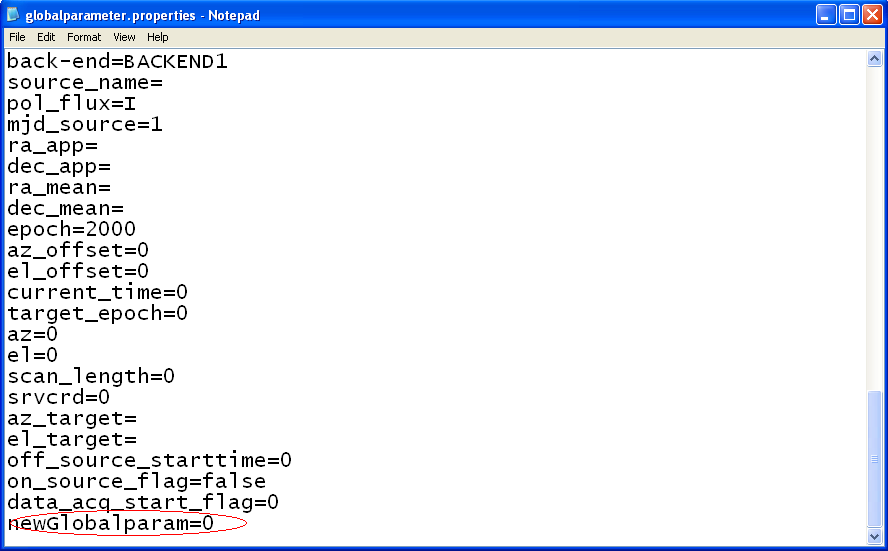 globalparameter.properties - Notepad
File Edit Format View Help
back-end=BACKEND1
source_name=
pol_flux=I
mjd_source=1
ra_app=
dec_app=
ra_mean=
dec_mean=
epoch=2000
az_offset=0
el_offset=0
current_time=0
target_epoch=0
az=0
el=0
scan_length=0
srvcrd=0
az_target=
el_target=
off_source_starttime=0
on_source_flag=false
data_acq_start_flag=0
newGlobalparam=0